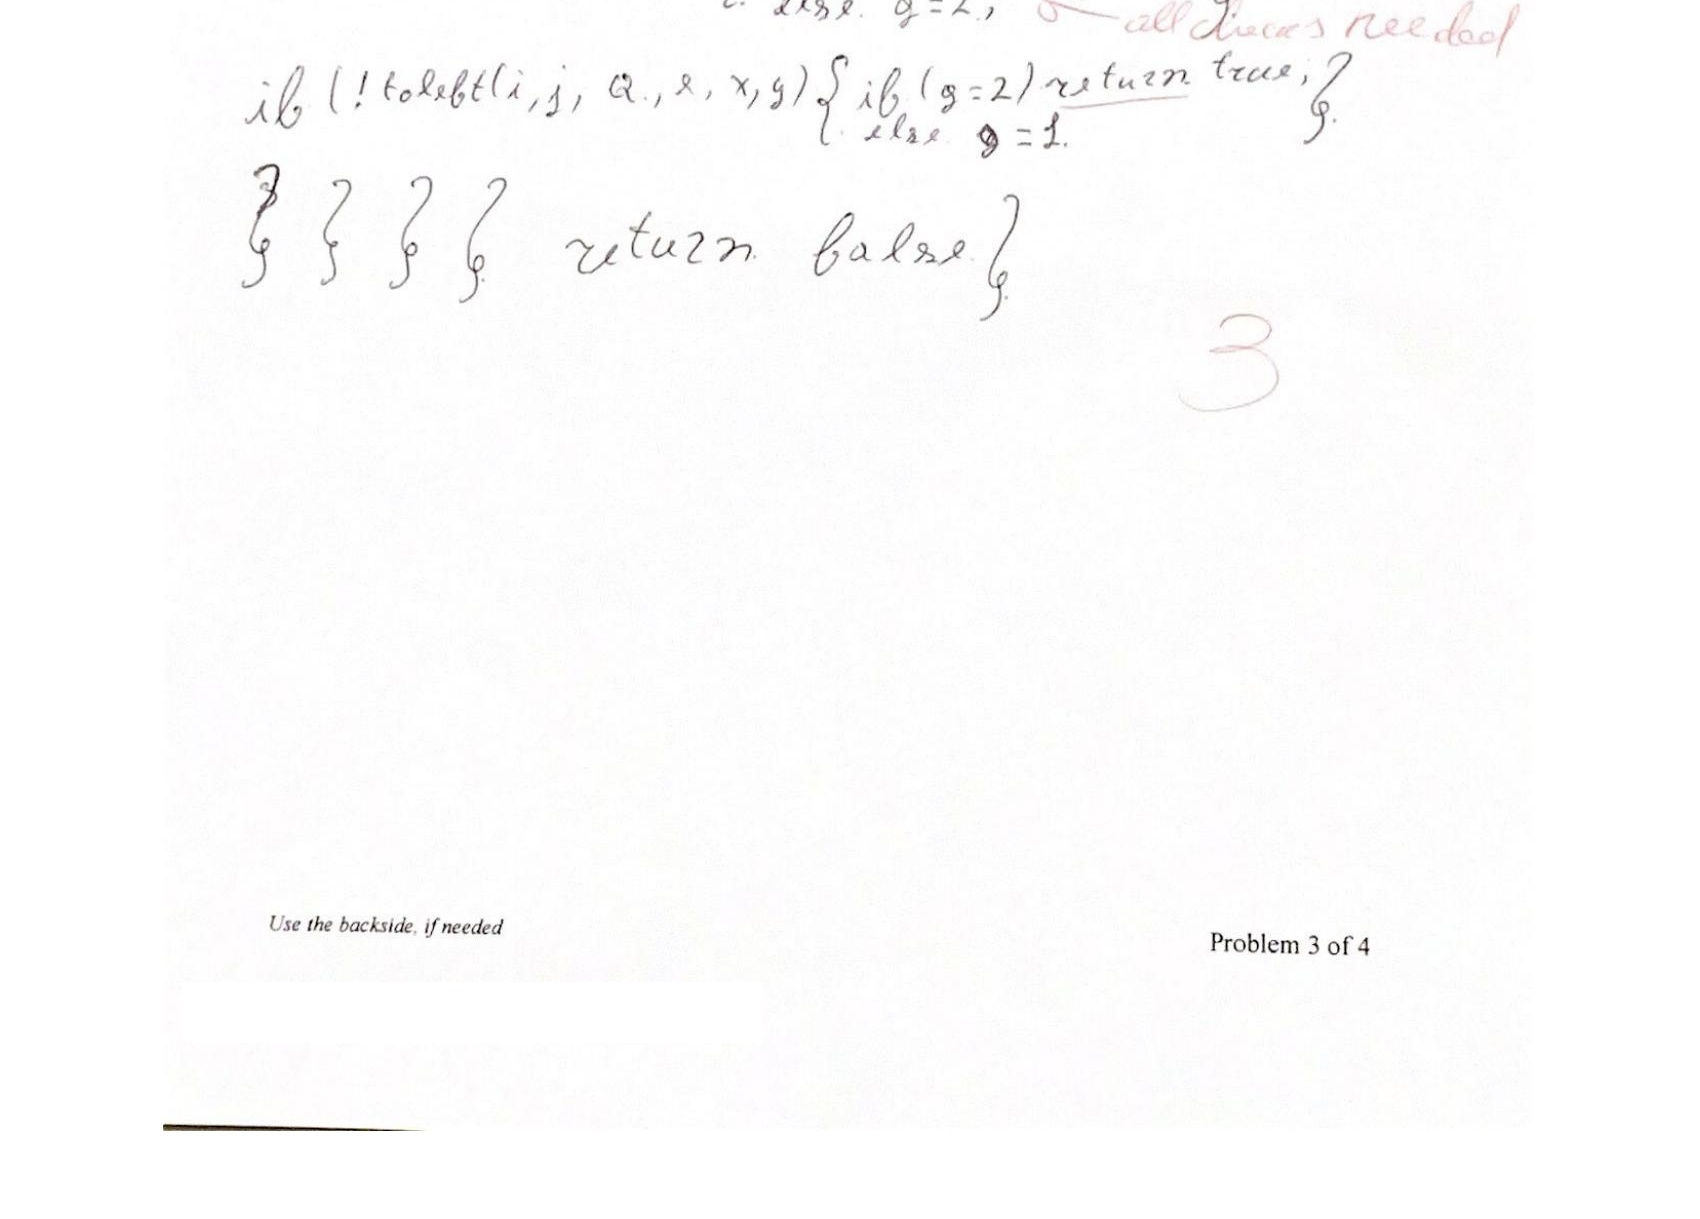 else g=2;
all checks needed
if (! toleft(i, j, Q., r, x, y) { if (g=2) return true; }
else g=1.
} } } } return false }
3
Use the backside, if needed
Problem 3 of 4